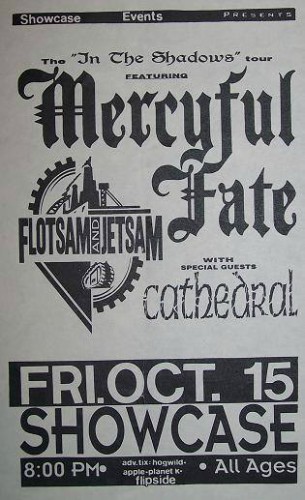 Showcase Events Presents
The "In The Shadows" tour
FEATURING
Mercyful
Fate
FLOTSAM AND JETSAM
WITH
SPECIAL GUESTS
cathedral
FRI. OCT. 15
SHOWCASE
8:00 PM • adv. tix: hogwild • • All Ages
apple-planet K •
flipside